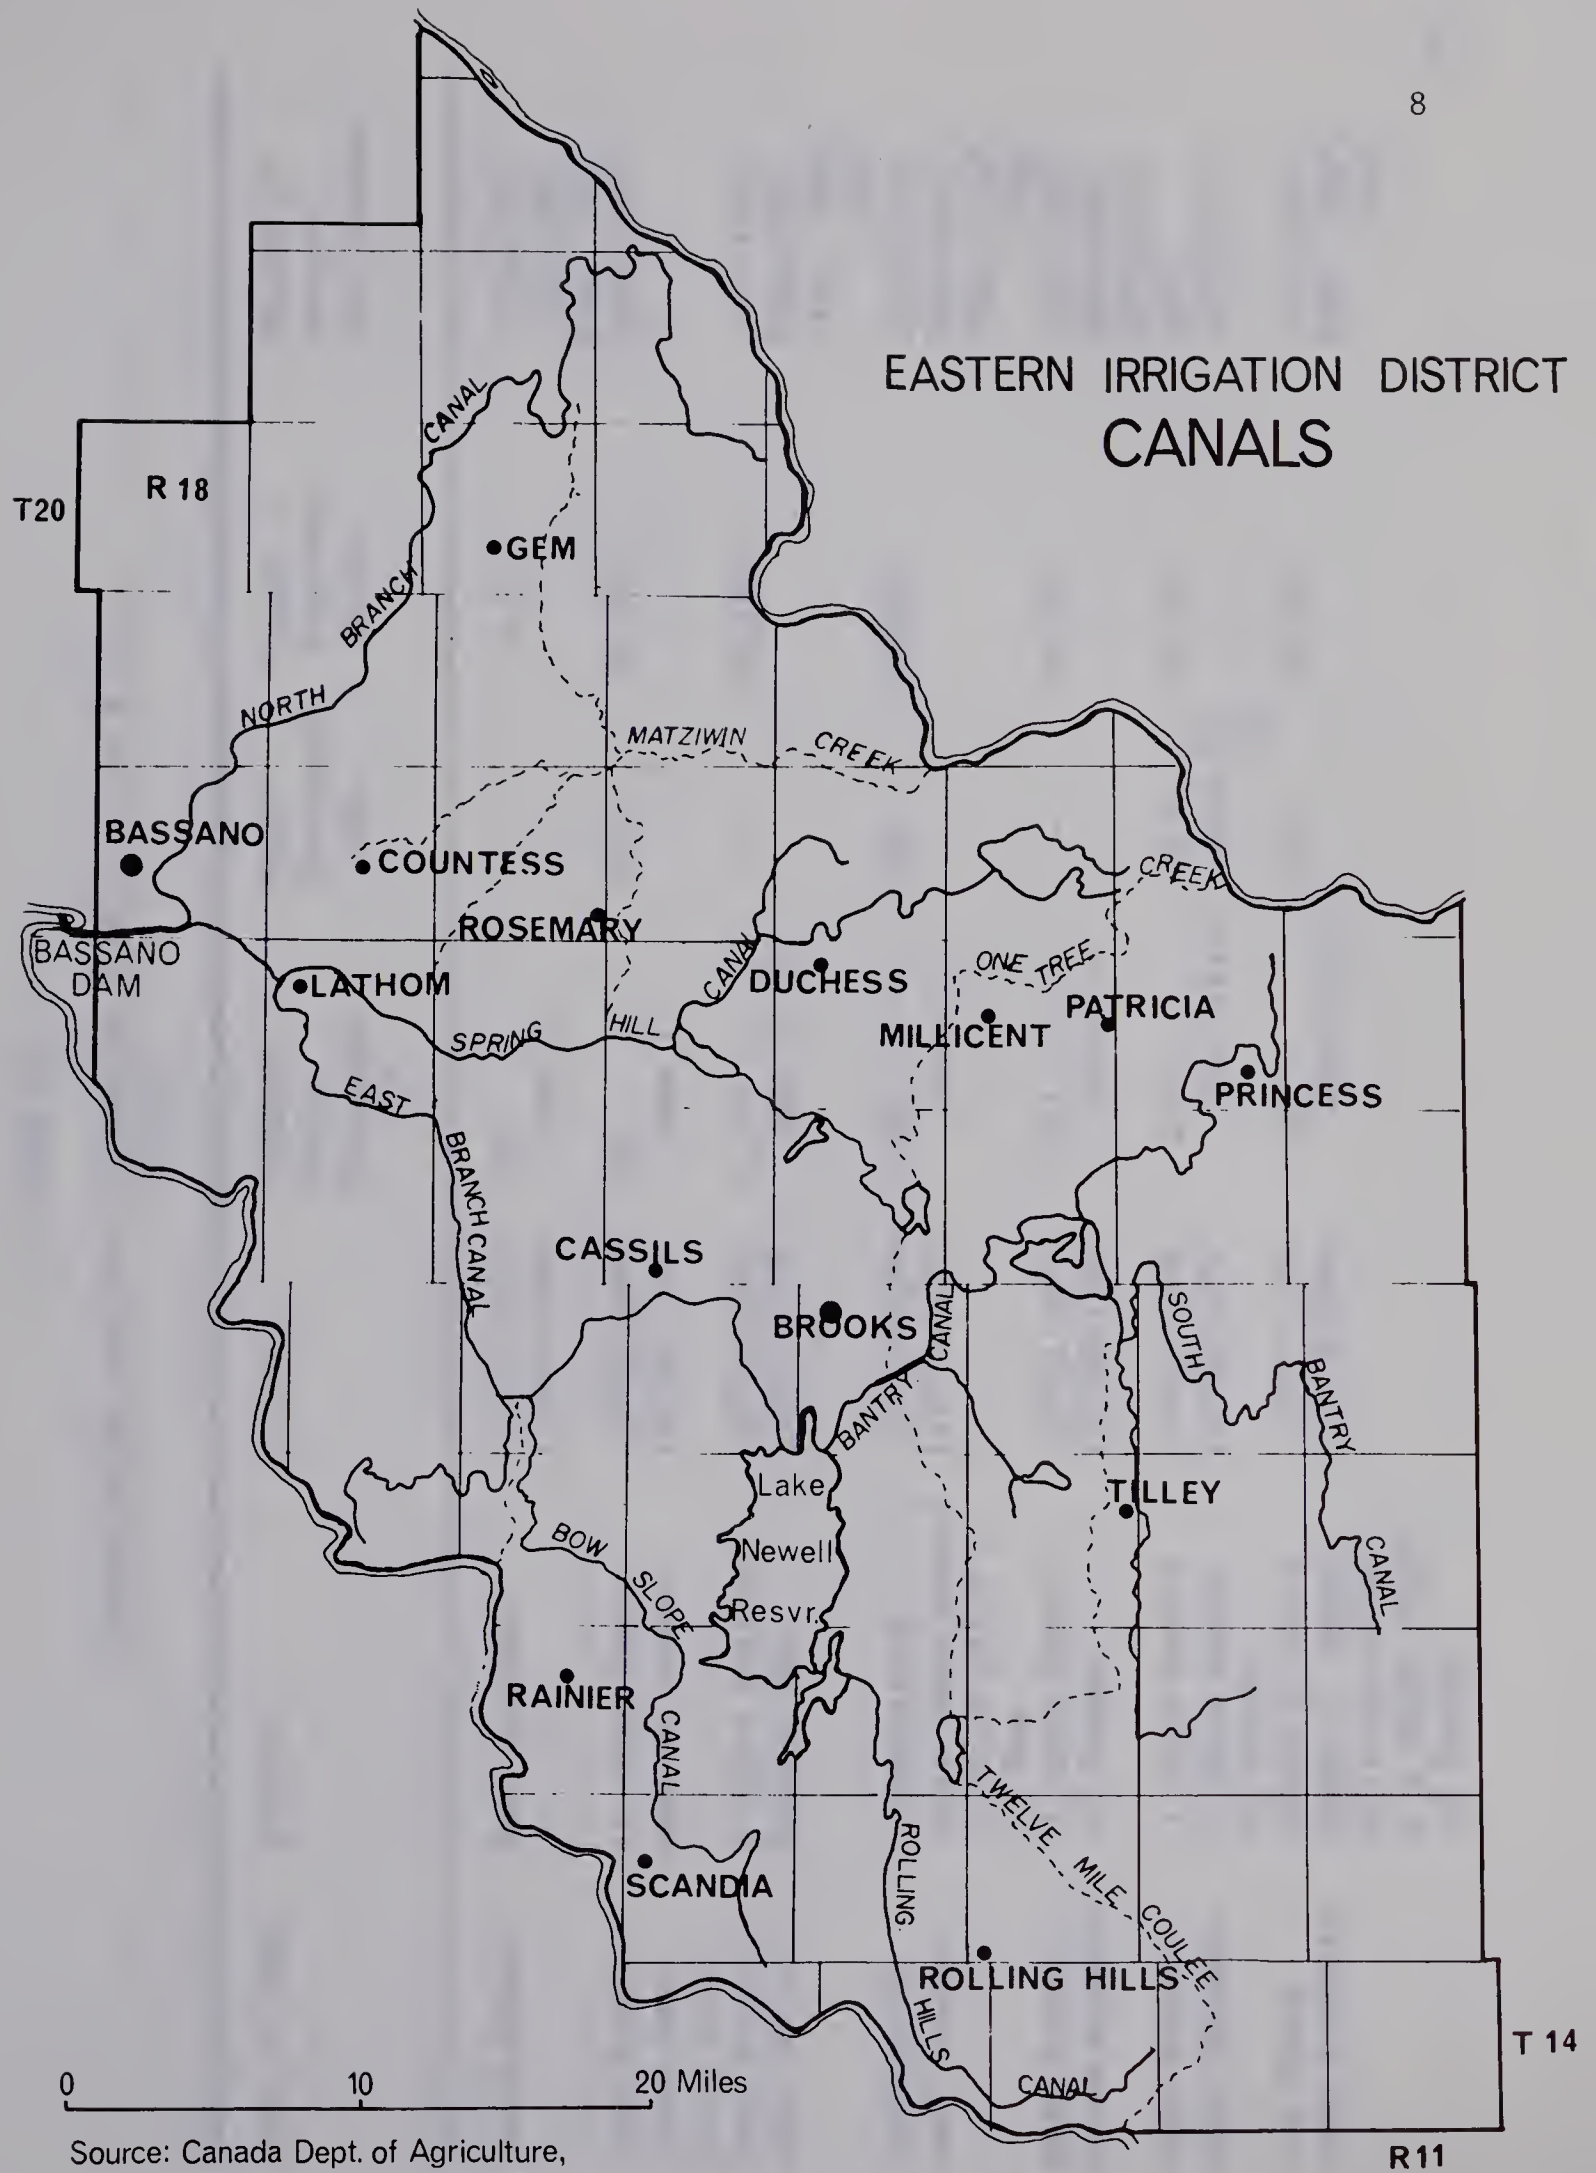 8
EASTERN IRRIGATION DISTRICT
CANALS
CANAL
R 18
T20
GEM
BRANCH
NORTH
MATZIWIN
CREEK
BASSANO
COUNTESS
CREEK
ROSEMARY
BASSANO
DAM
LATHOM
CANAL
DUCHESS
ONE TREE
PATRICIA
MILLICENT
SPRING
HILL
EAST
PRINCESS
BRANCH CANAL
CASSILS
BROOKS
CANAL
SOUTH
BANTRY
BANTRY
Lake
Newell
Resvr.
TILLEY
BOW
SLOPE
CANAL
CANAL
RAINIER
TWELVE
MILE
COULEE
ROLLING
SCANDIA
ROLLING HILLS
HILLS
CANAL
T 14
0 10 20 Miles
Source: Canada Dept. of Agriculture,
R11